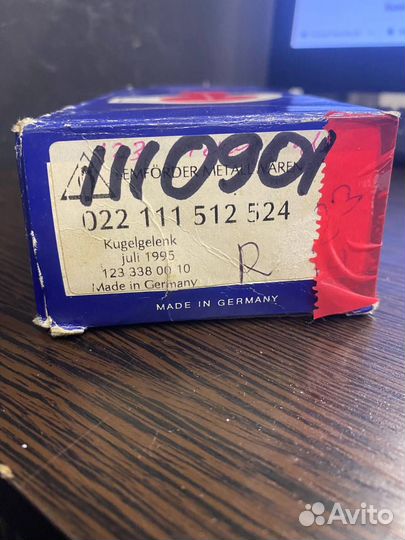 1110901
LEMFÖRDER METALLWAREN
022 111 512 524
Kugelgelenk
juli 1995
123 338 00 10
Made in Germany
R
MADE IN GERMANY
Avito